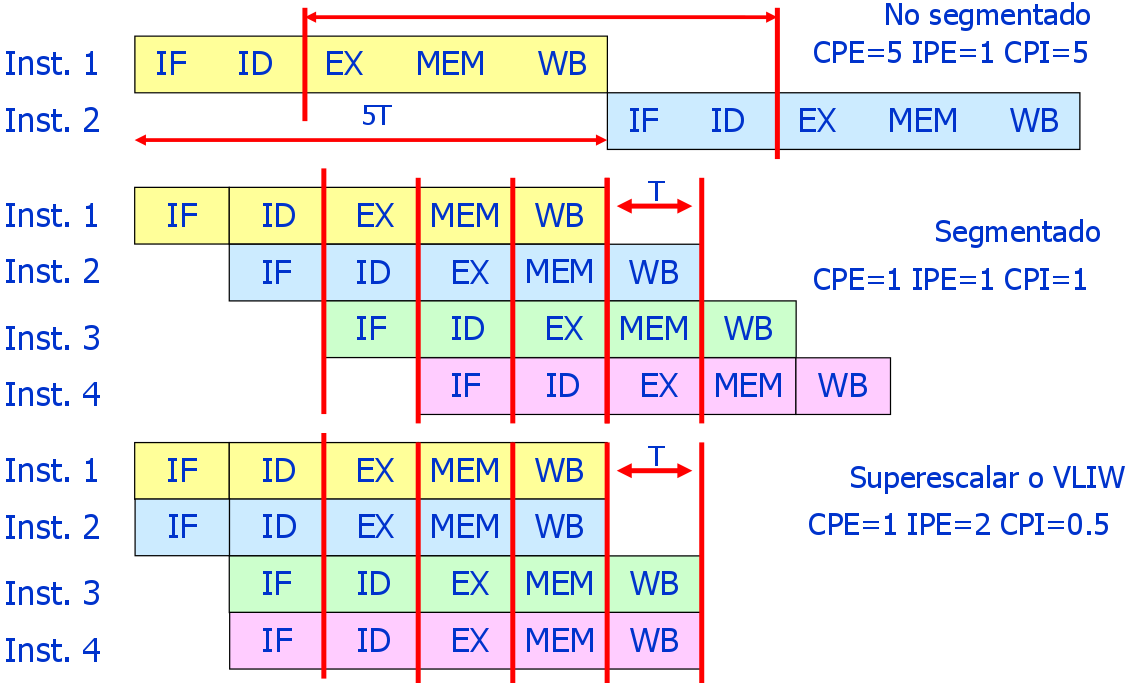 No segmentado
CPE=5 IPE=1 CPI=5
Inst. 1 IF ID EX MEM WB
5T
Inst. 2 IF ID EX MEM WB
Inst. 1 IF ID EX MEM WB T
Segmentado
Inst. 2 IF ID EX MEM WB
CPE=1 IPE=1 CPI=1
Inst. 3 IF ID EX MEM WB
Inst. 4 IF ID EX MEM WB
Inst. 1 IF ID EX MEM WB T
Superescalar o VLIW
Inst. 2 IF ID EX MEM WB
CPE=1 IPE=2 CPI=0.5
Inst. 3 IF ID EX MEM WB
Inst. 4 IF ID EX MEM WB